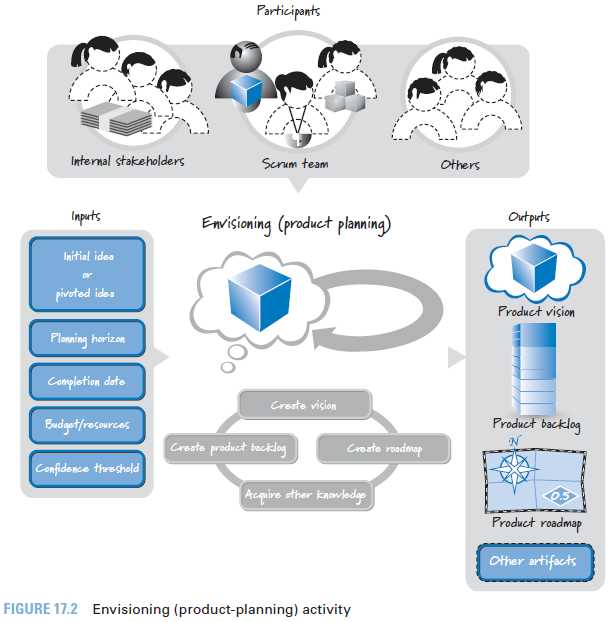 Participants
Internal stakeholders
Scrum team
Others
Inputs
Envisioning (product planning)
Outputs
Initial idea
or
pivoted idea
Planning horizon
Completion date
Budget/resources
Confidence threshold
Create vision
Create product backlog
Create roadmap
Acquire other knowledge
Product vision
Product backlog
N
0.5
Product roadmap
Other artifacts
FIGURE 17.2 Envisioning (product-planning) activity